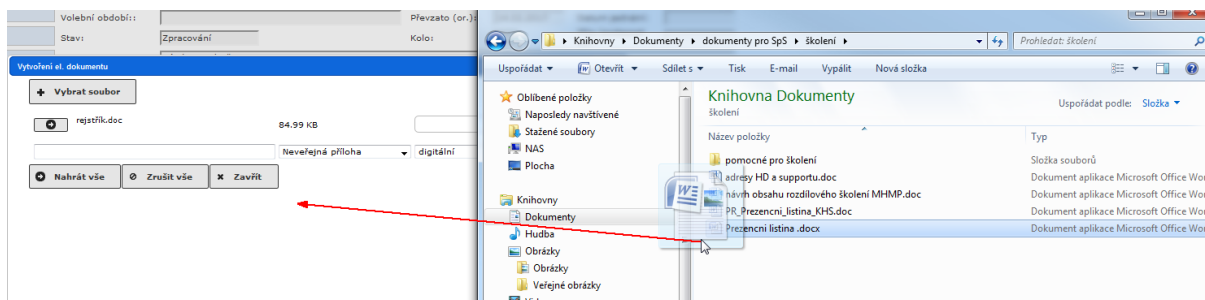 Volební období::
Převzato (or.):
Stav:
Zpracování
Kolo:
Vytvoření el. dokumentu
Vybrat soubor
rejstřík.doc
84.99 KB
Neveřejná příloha
digitální
Nahrát vše
Zrušit vše
Zavřít
Knihovny
Dokumenty
dokumenty pro SpS
školení
Prohledat: školení
Uspořádat
Otevřít
Sdílet s
Tisk
E-mail
Vypálit
Nová složka
Oblíbené položky
Naposledy navštívené
Stažené soubory
NAS
Plocha
Knihovny
Dokumenty
Hudba
Obrázky
Obrázky
Veřejné obrázky
Knihovna Dokumenty
školení
Uspořádat podle: Složka
Název položky
Typ
pomocné pro školení
Složka souborů
adresy HD a supportu.doc
Dokument aplikace Microsoft Office Wor
návrh obsahu rozdílového školení MHMP.doc
Dokument aplikace Microsoft Office Wor
PR_Prezencni_listina_KHS.doc
Dokument aplikace Microsoft Office Wor
Prezencni listina .docx
Dokument aplikace Microsoft Office Wor